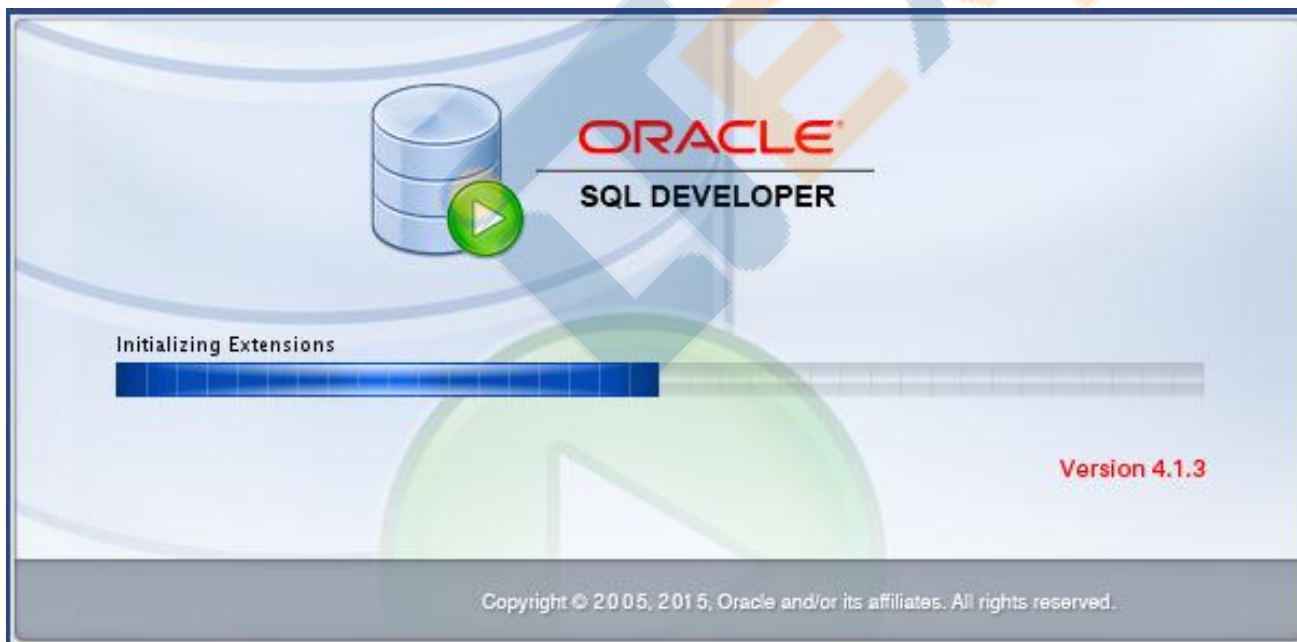 ORACLE®
SQL DEVELOPER
Initializing Extensions
Version 4.1.3
Copyright © 2005, 2015, Oracle and/or its affiliates. All rights reserved.